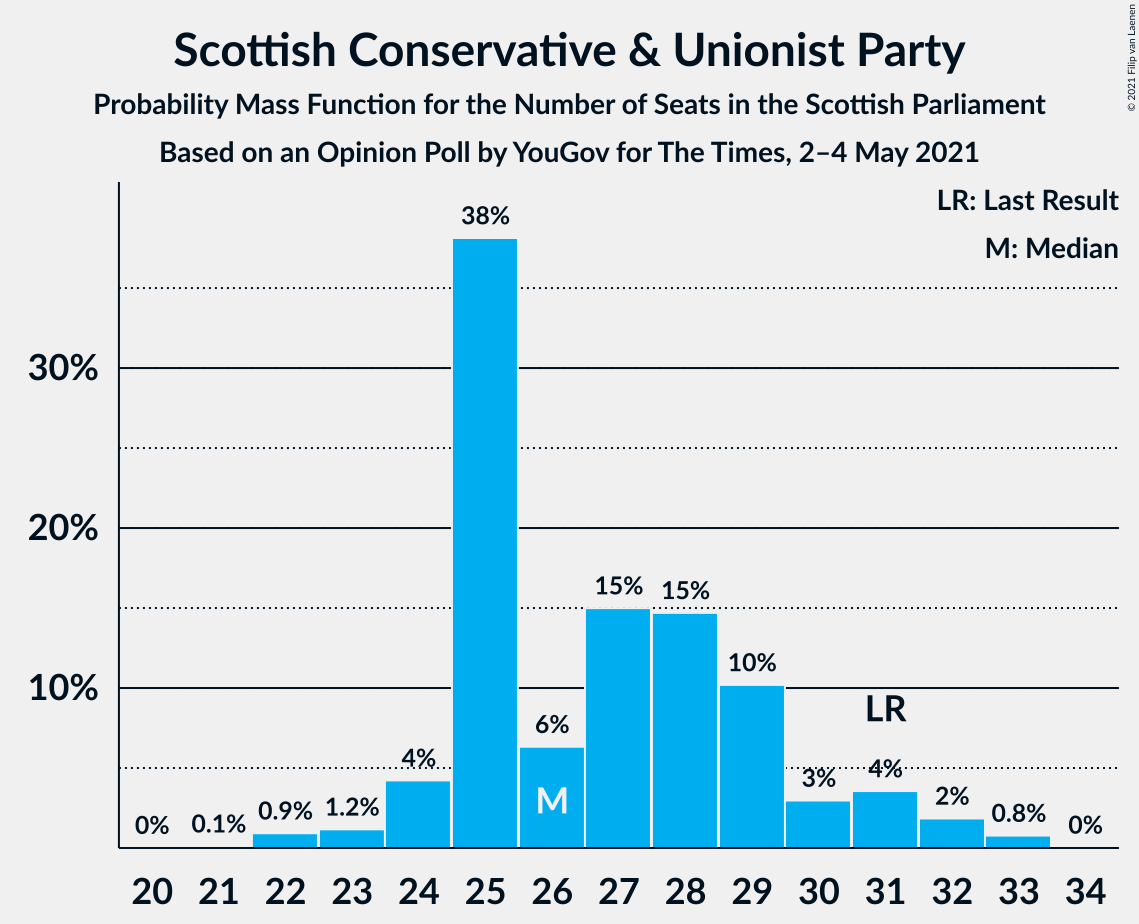 Scottish Conservative & Unionist Party
Probability Mass Function for the Number of Seats in the Scottish Parliament
Based on an Opinion Poll by YouGov for The Times, 2–4 May 2021
© 2021 Filip van Laenen
LR: Last Result
M: Median
38%
30%
20%
15%
15%
10%
10%
LR
6%
4%
3%
4%
2%
0%
0.1%
0.9%
1.2%
M
0.8%
0%
20 21 22 23 24 25 26 27 28 29 30 31 32 33 34